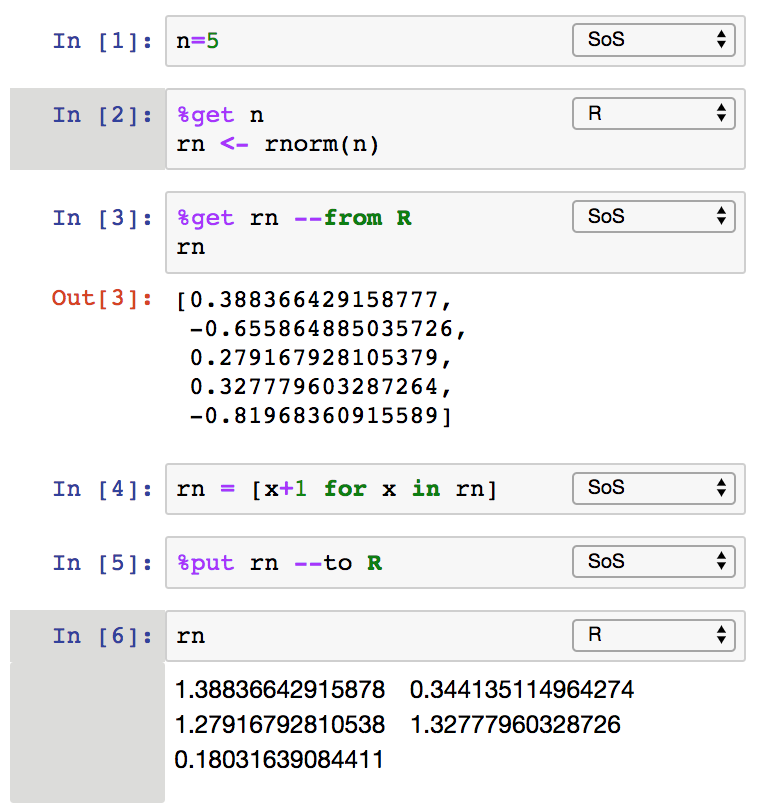 In [1]: n=5 SoS
In [2]: %get n R
rn <- rnorm(n)
In [3]: %get rn --from R SoS
rn
Out[3]: [0.388366429158777,
-0.655864885035726,
0.279167928105379,
0.327779603287264,
-0.81968360915589]
In [4]: rn = [x+1 for x in rn] SoS
In [5]: %put rn --to R SoS
In [6]: rn R
1.38836642915878 0.344135114964274
1.27916792810538 1.32777960328726
0.18031639084411